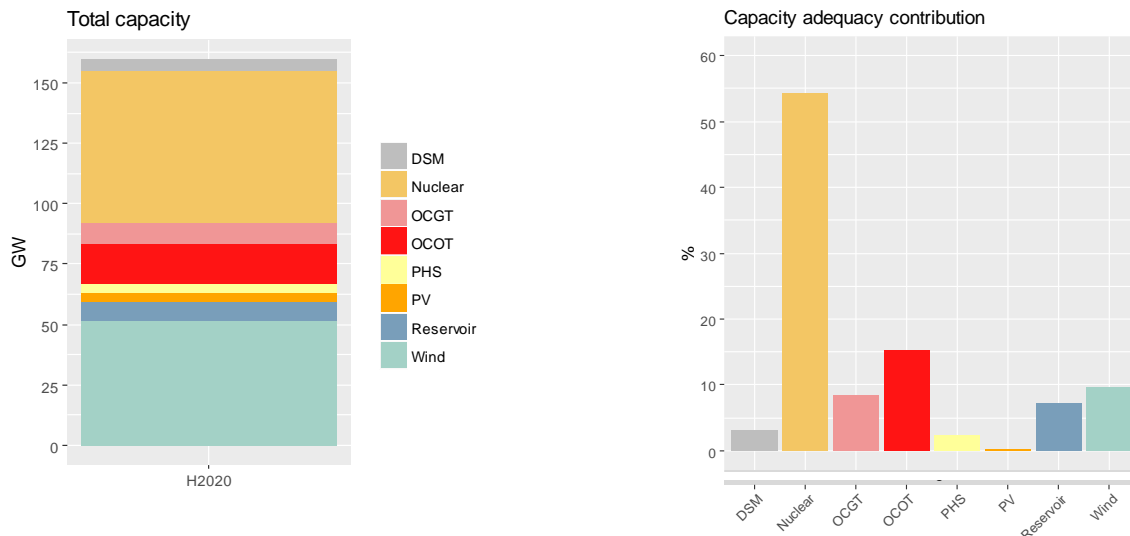 Total capacity
150
125
100
75
50
25
0
GW
H2020
DSM
Nuclear
OCGT
OCOT
PHS
PV
Reservoir
Wind
Capacity adequacy contribution
60
50
40
30
20
10
0
%
DSM
Nuclear
OCGT
OCOT
PHS
PV
Reservoir
Wind